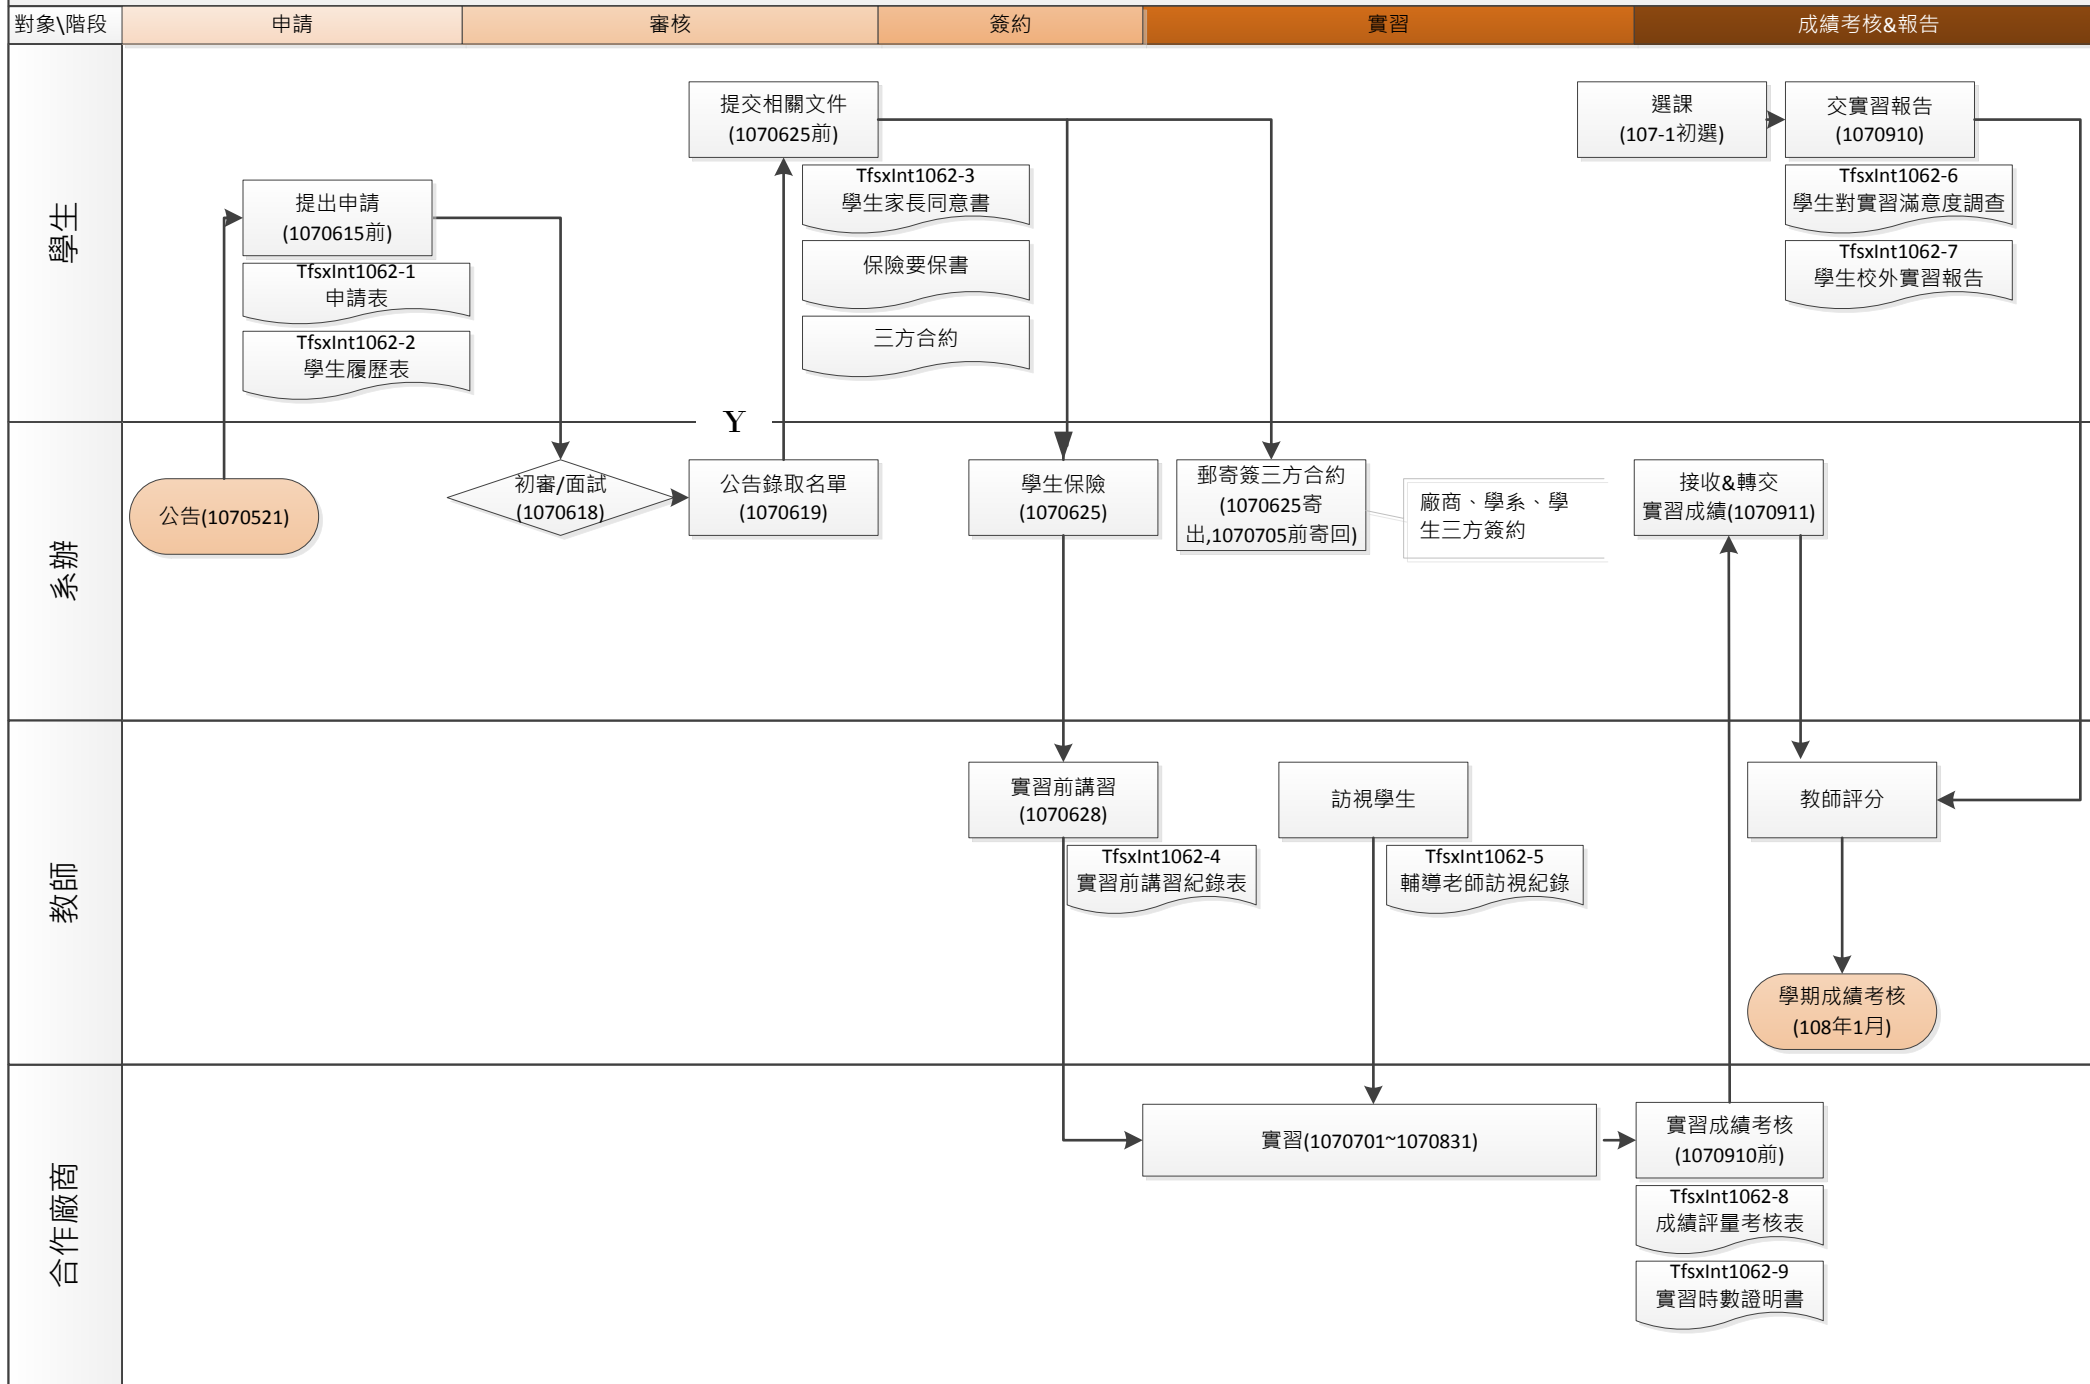 對象\階段
申請
審核
簽約
實習
成績考核&報告
學生
提出申請
(1070615前)
TfsxInt1062-1
申請表
TfsxInt1062-2
學生履歷表
提交相關文件
(1070625前)
TfsxInt1062-3
學生家長同意書
保險要保書
三方合約
選課
(107-1初選)
交實習報告
(1070910)
TfsxInt1062-6
學生對實習滿意度調查
TfsxInt1062-7
學生校外實習報告
Y
系辦
公告(1070521)
初審/面試
(1070618)
公告錄取名單
(1070619)
學生保險
(1070625)
郵寄簽三方合約
(1070625寄
出,1070705前寄回)
廠商、學系、學
生三方簽約
接收&轉交
實習成績(1070911)
教師
實習前講習
(1070628)
TfsxInt1062-4
實習前講習紀錄表
訪視學生
TfsxInt1062-5
輔導老師訪視紀錄
教師評分
學期成績考核
(108年1月)
合作廠商
實習(1070701~1070831)
實習成績考核
(1070910前)
TfsxInt1062-8
成績評量考核表
TfsxInt1062-9
實習時數證明書